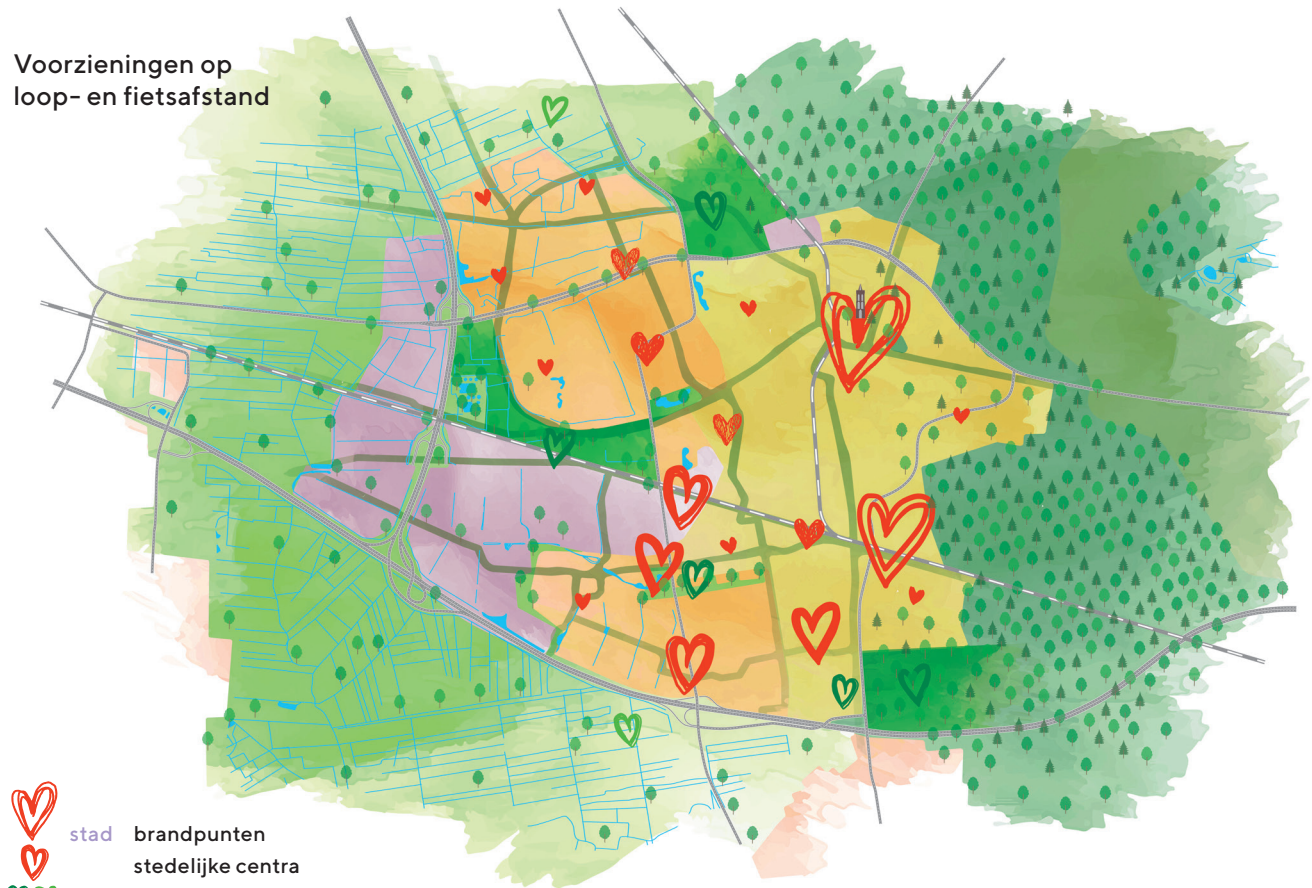 Voorzieningen op
loop- en fietsafstand
stad brandpunten
stedelijke centra